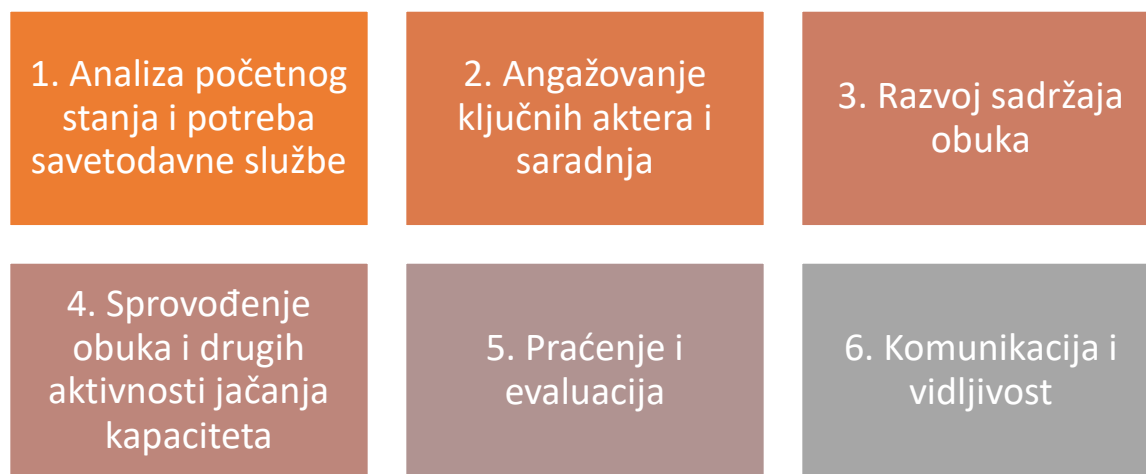 1. Analiza početnog
stanja i potreba
savetodavne službe
2. Angažovanje
ključnih aktera i
saradnja
3. Razvoj sadržaja
obuka
4. Sprovođenje
obuka i drugih
aktivnosti jačanja
kapaciteta
5. Praćenje i
evaluacija
6. Komunikacija i
vidljivost